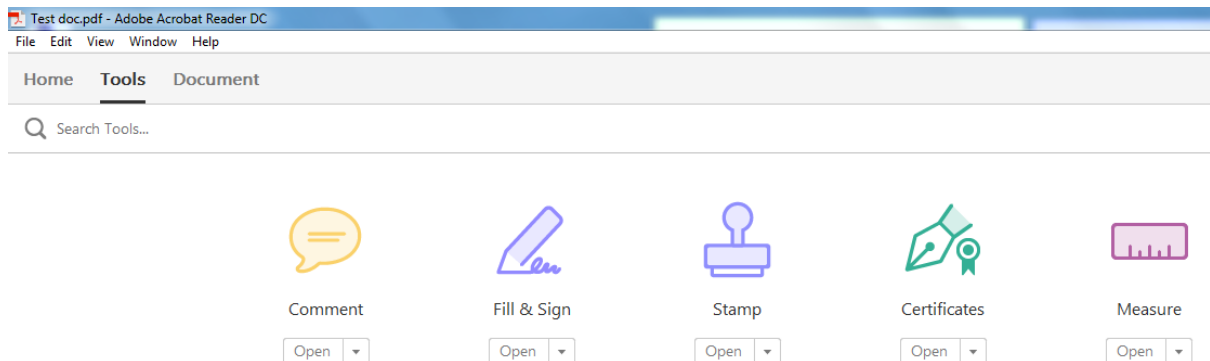 Test doc.pdf - Adobe Acrobat Reader DC
File Edit View Window Help
Home Tools Document
Search Tools...
Comment Fill & Sign Stamp Certificates Measure
Open Open Open Open Open